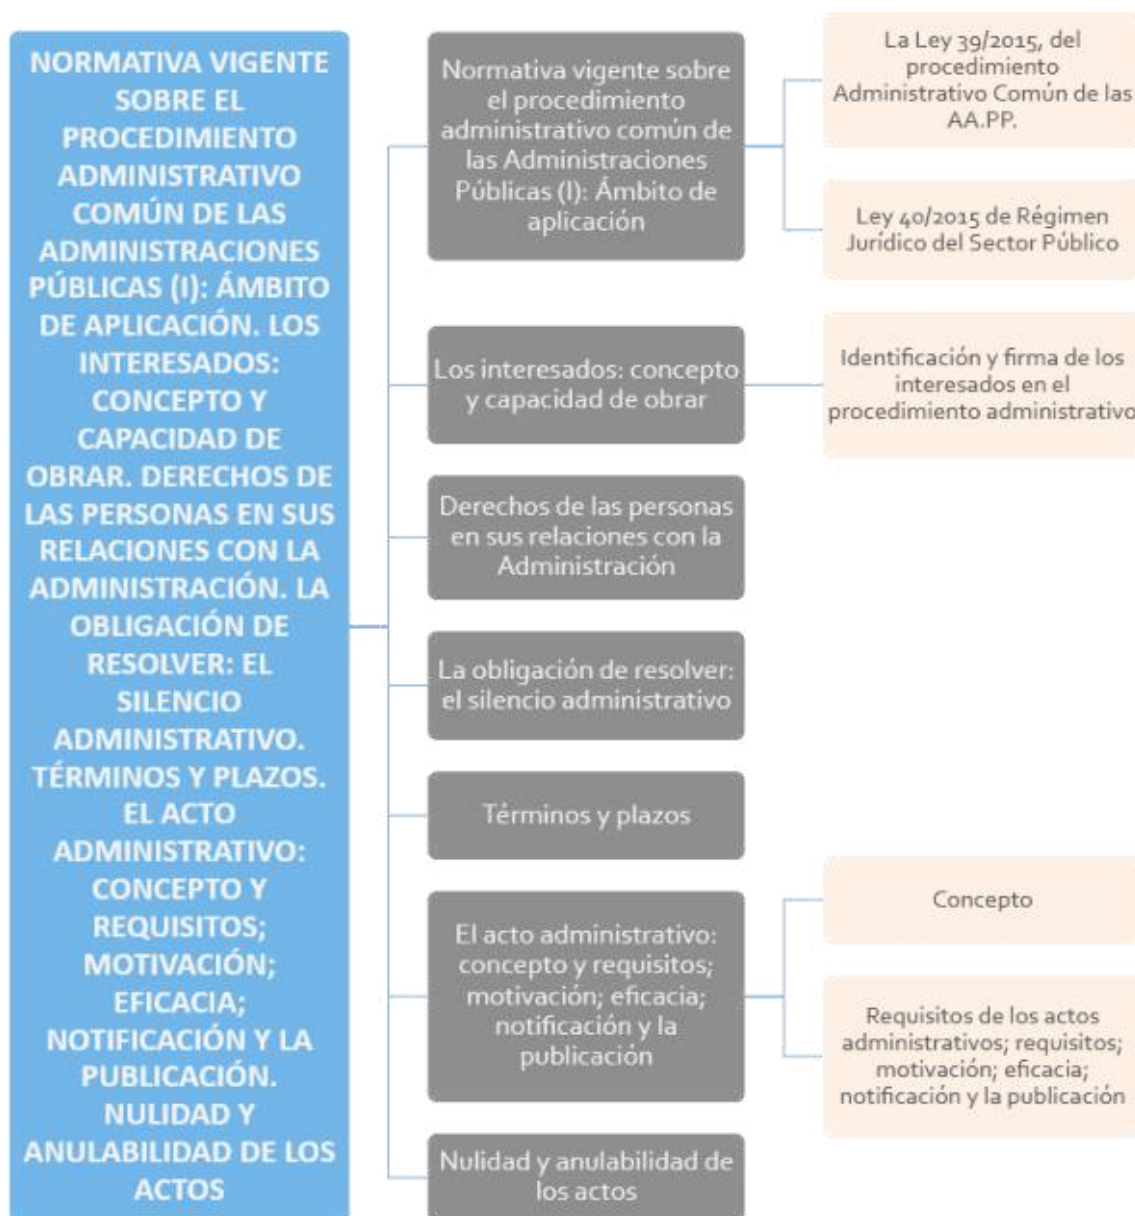 NORMATIVA VIGENTE
SOBRE EL
PROCEDIMIENTO
ADMINISTRATIVO
COMÚN DE LAS
ADMINISTRACIONES
PÚBLICAS (I): ÁMBITO
DE APLICACIÓN. LOS
INTERESADOS:
CONCEPTO Y
CAPACIDAD DE
OBRAR. DERECHOS DE
LAS PERSONAS EN SUS
RELACIONES CON LA
ADMINISTRACIÓN. LA
OBLIGACIÓN DE
RESOLVER: EL
SILENCIO
ADMINISTRATIVO.
TÉRMINOS Y PLAZOS.
EL ACTO
ADMINISTRATIVO:
CONCEPTO Y
REQUISITOS;
MOTIVACIÓN;
EFICACIA;
NOTIFICACIÓN Y LA
PUBLICACIÓN.
NULIDAD Y
ANULABILIDAD DE LOS
ACTOS
Normativa vigente sobre
el procedimiento
administrativo común de
las Administraciones
Públicas (I): Ámbito de
aplicación
La Ley 39/2015, del
procedimiento
Administrativo Común de las
AA.PP.
Ley 40/2015 de Régimen
Jurídico del Sector Público
Los interesados: concepto
y capacidad de obrar
Identificación y firma de los
interesados en el
procedimiento administrativo
Derechos de las personas
en sus relaciones con la
Administración
La obligación de resolver:
el silencio administrativo
Términos y plazos
El acto administrativo:
concepto y requisitos;
motivación; eficacia;
notificación y la
publicación
Concepto
Requisitos de los actos
administrativos; requisitos;
motivación; eficacia;
notificación y la publicación
Nulidad y anulabilidad de
los actos